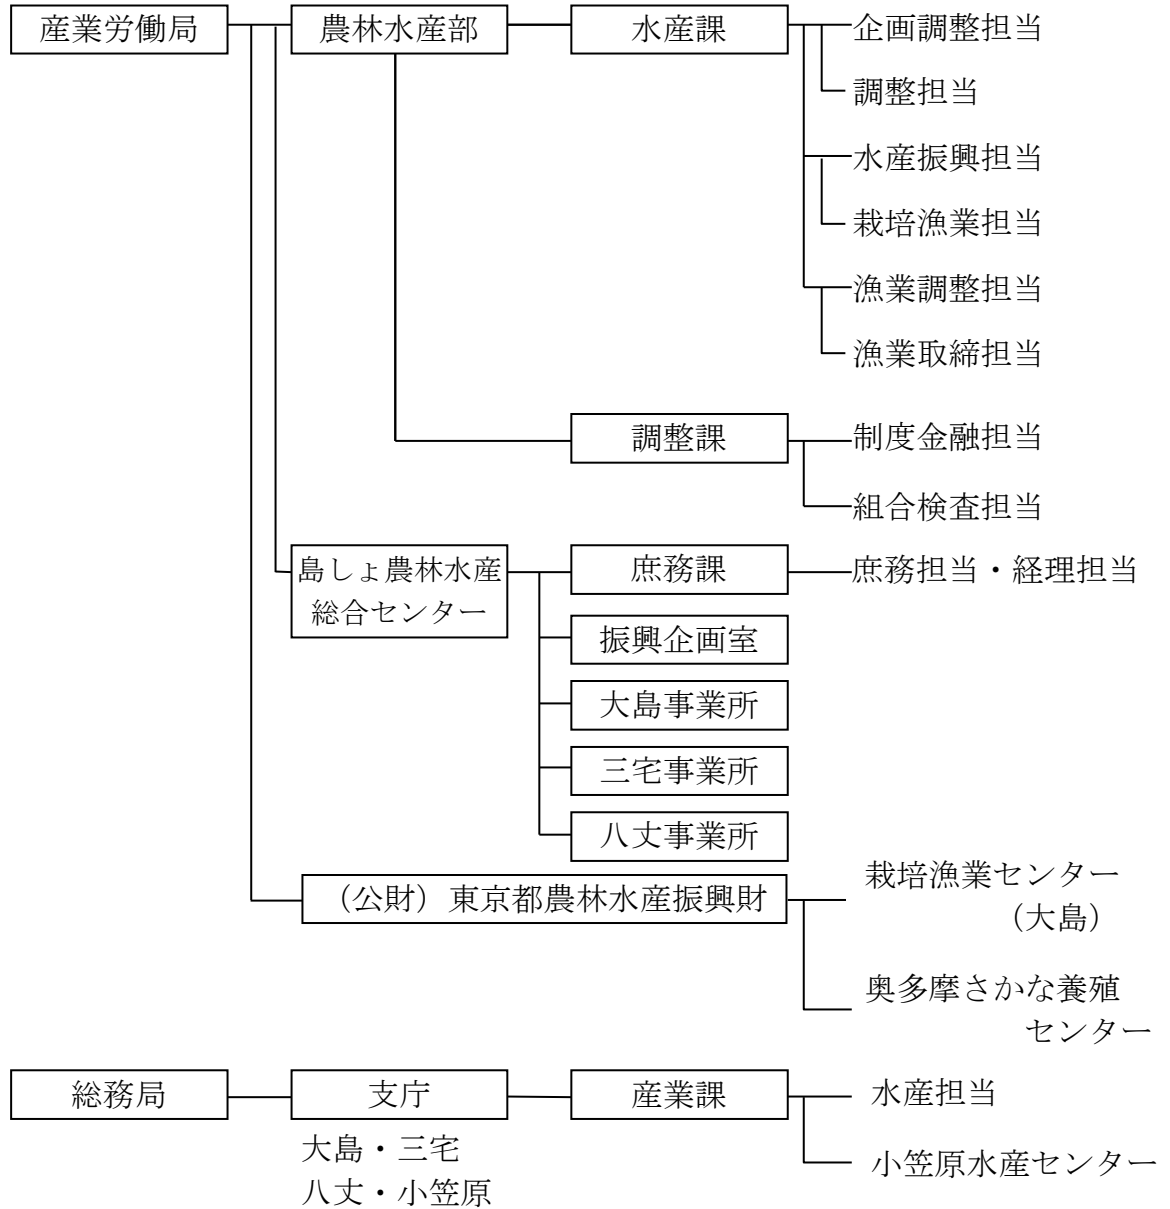 産業労働局
農林水産部
水産課
企画調整担当
調整担当
水産振興担当
栽培漁業担当
漁業調整担当
漁業取締担当
調整課
制度金融担当
組合検査担当
島しょ農林水産
総合センター
庶務課
庶務担当・経理担当
振興企画室
大島事業所
三宅事業所
八丈事業所
（公財）東京都農林水産振興財
栽培漁業センター
（大島）
奥多摩さかな養殖
センター
総務局
支庁
大島・三宅
八丈・小笠原
産業課
水産担当
小笠原水産センター